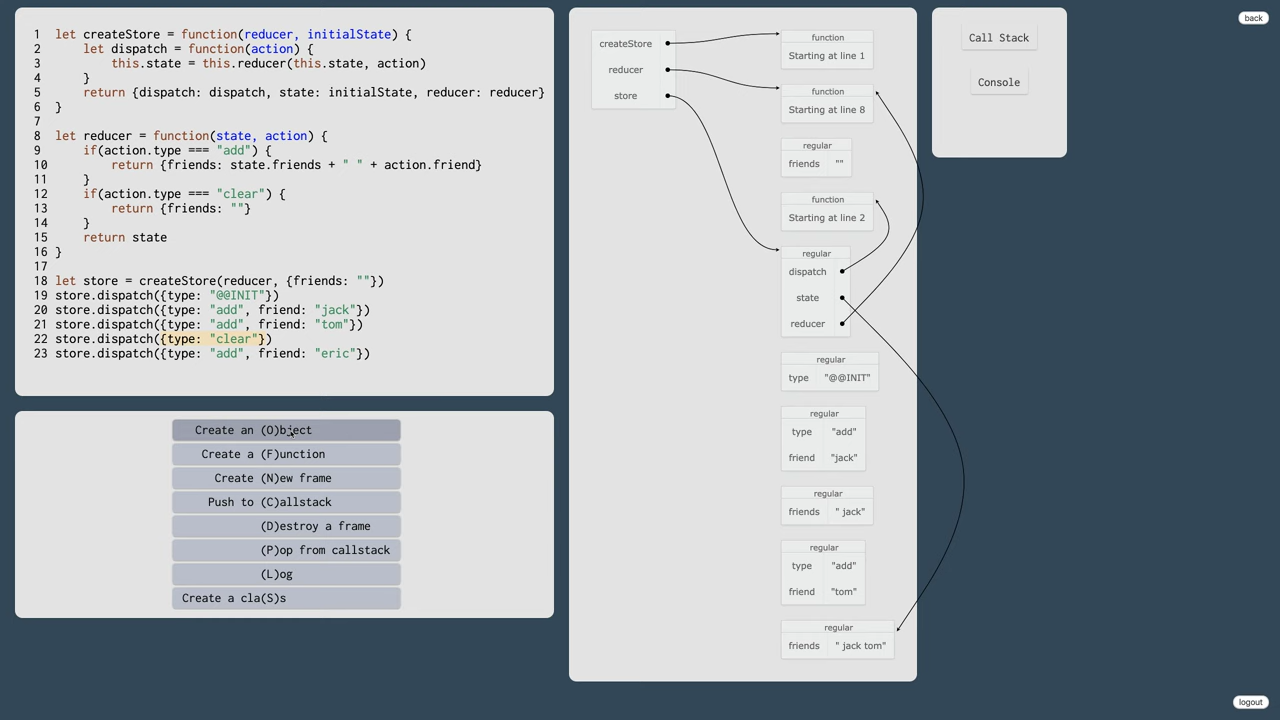 1 let createStore = function(reducer, initialState) {
2     let dispatch = function(action) {
3         this.state = this.reducer(this.state, action)
4     }
5     return {dispatch: dispatch, state: initialState, reducer: reducer}
6 }
7
8 let reducer = function(state, action) {
9     if(action.type === "add") {
10         return {friends: state.friends + " " + action.friend}
11     }
12     if(action.type === "clear") {
13         return {friends: ""}
14     }
15     return state
16 }
17
18 let store = createStore(reducer, {friends: ""})
19 store.dispatch({type: "@@INIT"})
20 store.dispatch({type: "add", friend: "jack"})
21 store.dispatch({type: "add", friend: "tom"})
22 store.dispatch({type: "clear"})
23 store.dispatch({type: "add", friend: "eric"})
Create an (O)bject
Create a (F)unction
Create (N)ew frame
Push to (C)allstack
(D)estroy a frame
(P)op from callstack
(L)og
Create a cla(S)s
createStore
reducer
store
function
Starting at line 1
function
Starting at line 8
regular
friends ""
function
Starting at line 2
regular
dispatch
state
reducer
regular
type "@@INIT"
regular
type "add"
friend "jack"
regular
friends " jack"
regular
type "add"
friend "tom"
regular
friends " jack tom"
Call Stack
Console
back
logout